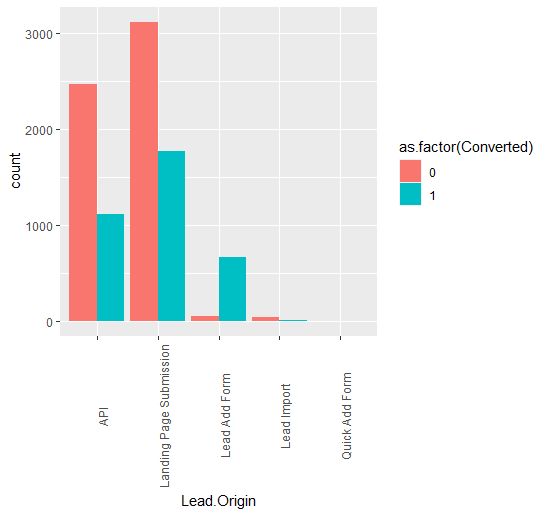 3000
2000
1000
0
count
API
Landing Page Submission
Lead Add Form
Lead Import
Quick Add Form
Lead.Origin
as.factor(Converted)
0
1